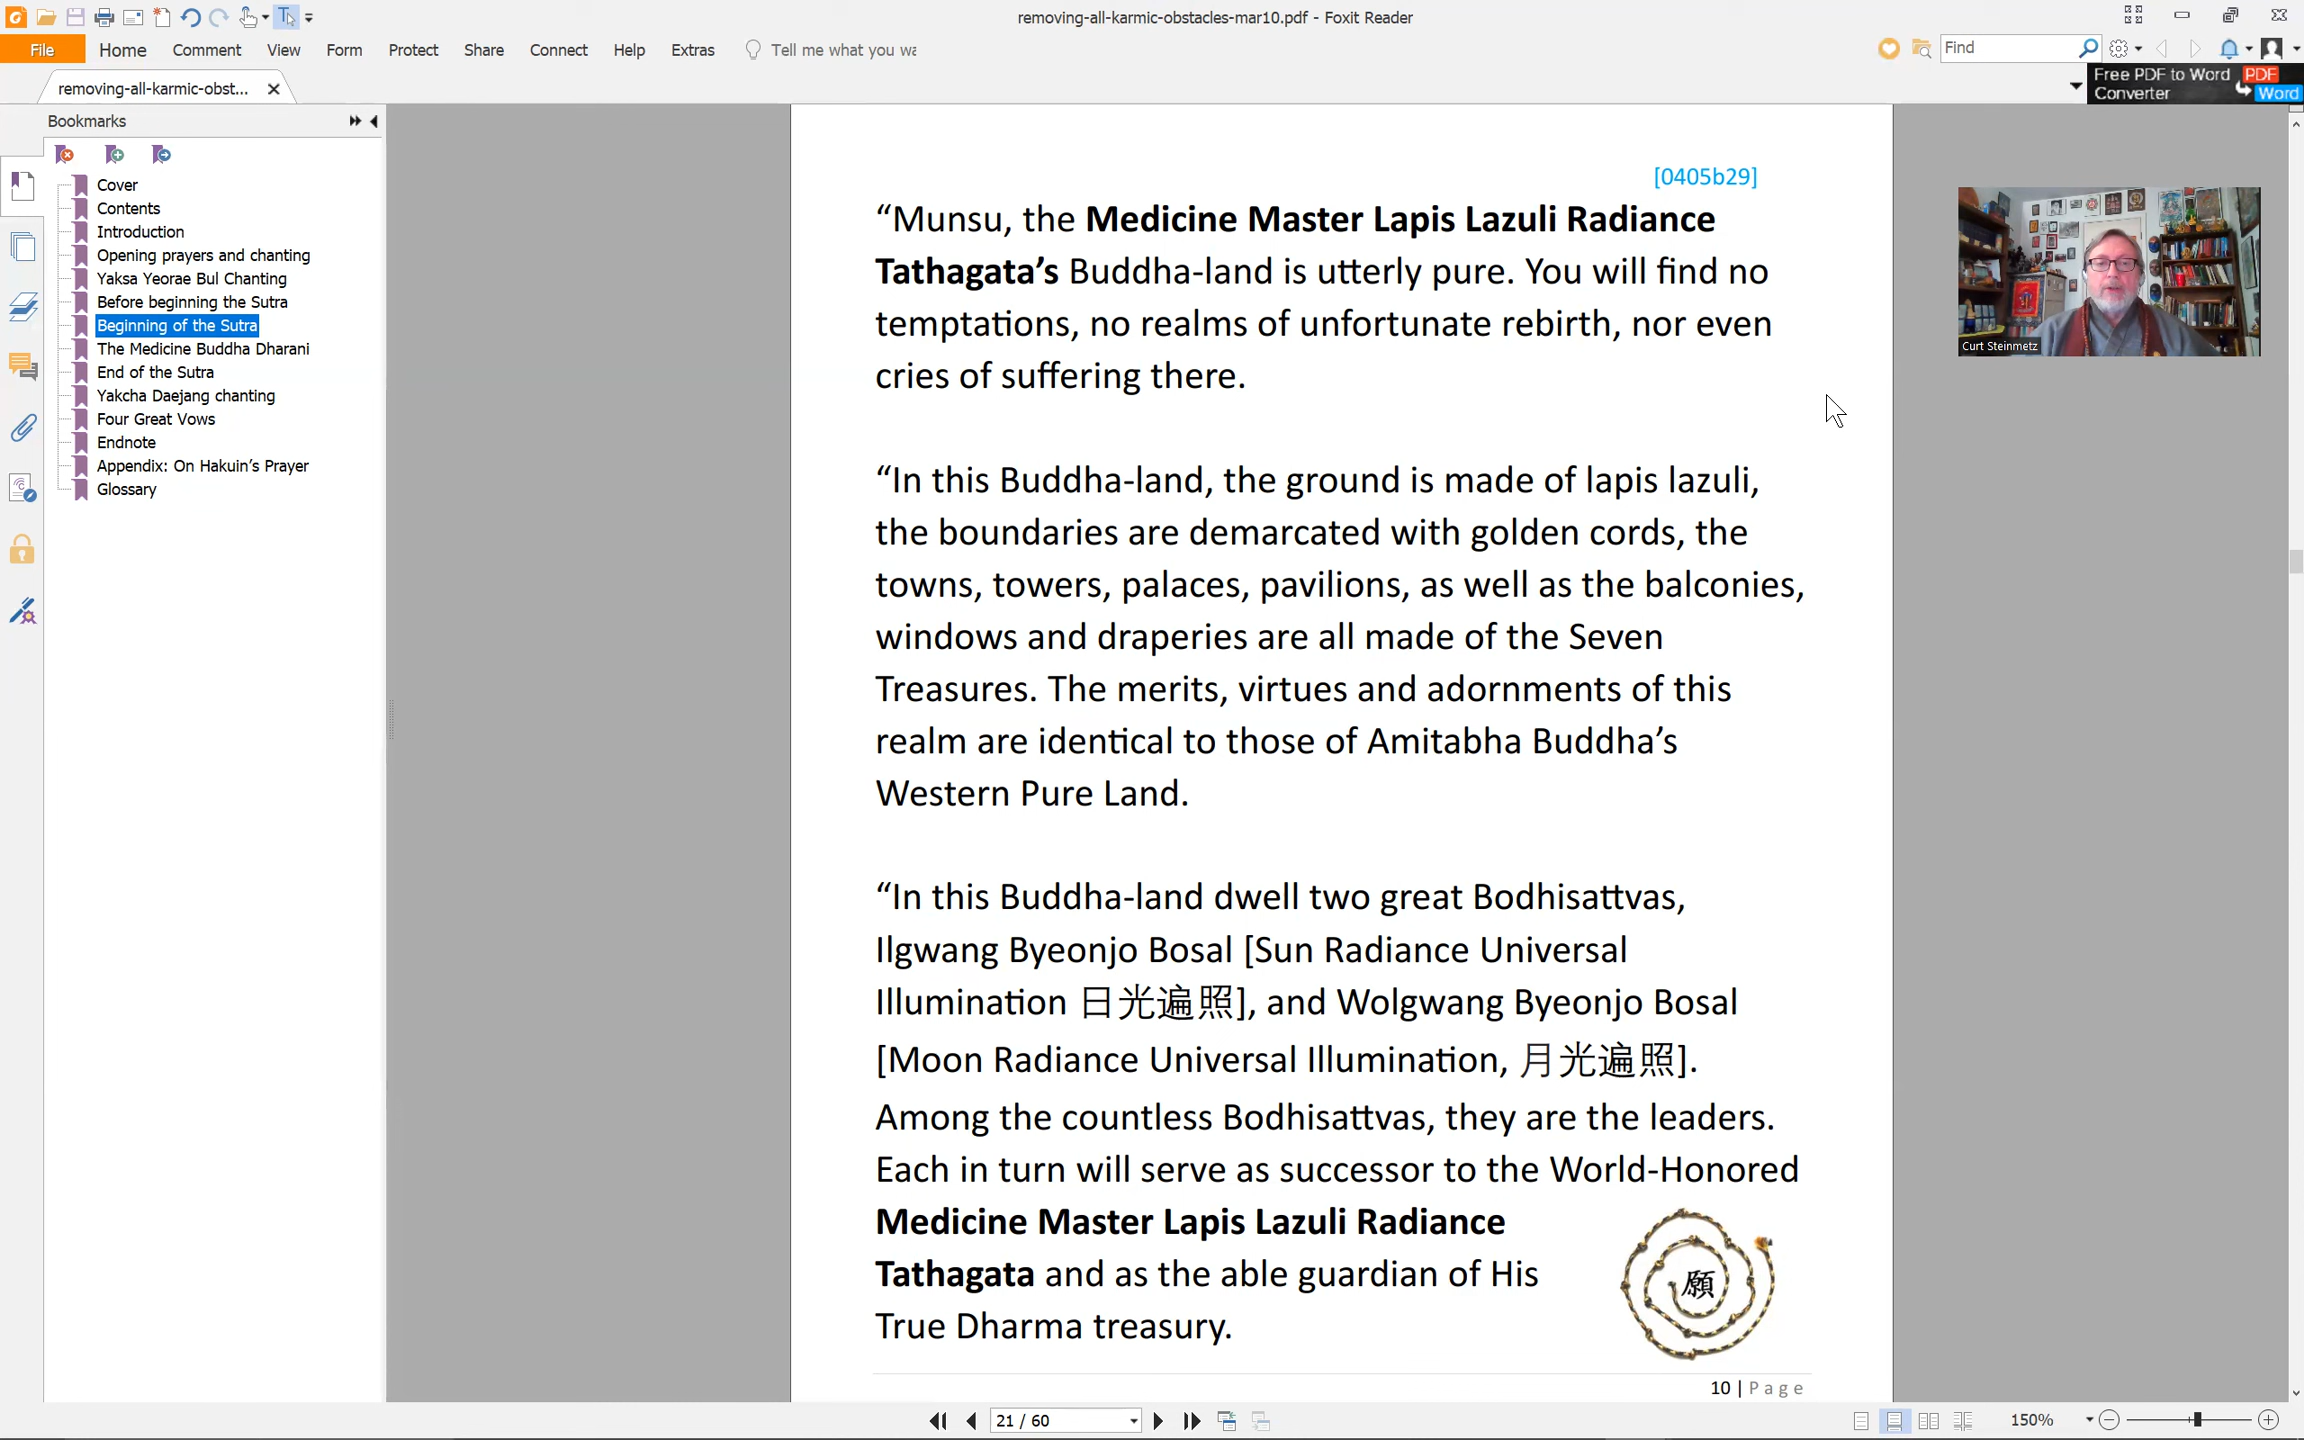 removing-all-karmic-obstacles-mar10.pdf - Foxit Reader
File Home Comment View Form Protect Share Connect Help Extras Tell me what you wa
Find
removing-all-karmic-obst...
Free PDF to Word
Converter
PDF
Word
Bookmarks
Cover
Contents
Introduction
Opening prayers and chanting
Yaksa Yeorae Bul Chanting
Before beginning the Sutra
Beginning of the Sutra
The Medicine Buddha Dharani
End of the Sutra
Yakcha Daejang chanting
Four Great Vows
Endnote
Appendix: On Hakuin’s Prayer
Glossary
[0405b29]
“Munsu, the Medicine Master Lapis Lazuli Radiance
Tathagata’s Buddha-land is utterly pure. You will find no
temptations, no realms of unfortunate rebirth, nor even
cries of suffering there.
“In this Buddha-land, the ground is made of lapis lazuli,
the boundaries are demarcated with golden cords, the
towns, towers, palaces, pavilions, as well as the balconies,
windows and draperies are all made of the Seven
Treasures. The merits, virtues and adornments of this
realm are identical to those of Amitabha Buddha’s
Western Pure Land.
“In this Buddha-land dwell two great Bodhisattvas,
Ilgwang Byeonjo Bosal [Sun Radiance Universal
Illumination 日光遍照], and Wolgwang Byeonjo Bosal
[Moon Radiance Universal Illumination, 月光遍照].
Among the countless Bodhisattvas, they are the leaders.
Each in turn will serve as successor to the World-Honored
Medicine Master Lapis Lazuli Radiance
Tathagata and as the able guardian of His
True Dharma treasury.
願
10 | Page
Curt Steinmetz
21 / 60
150%